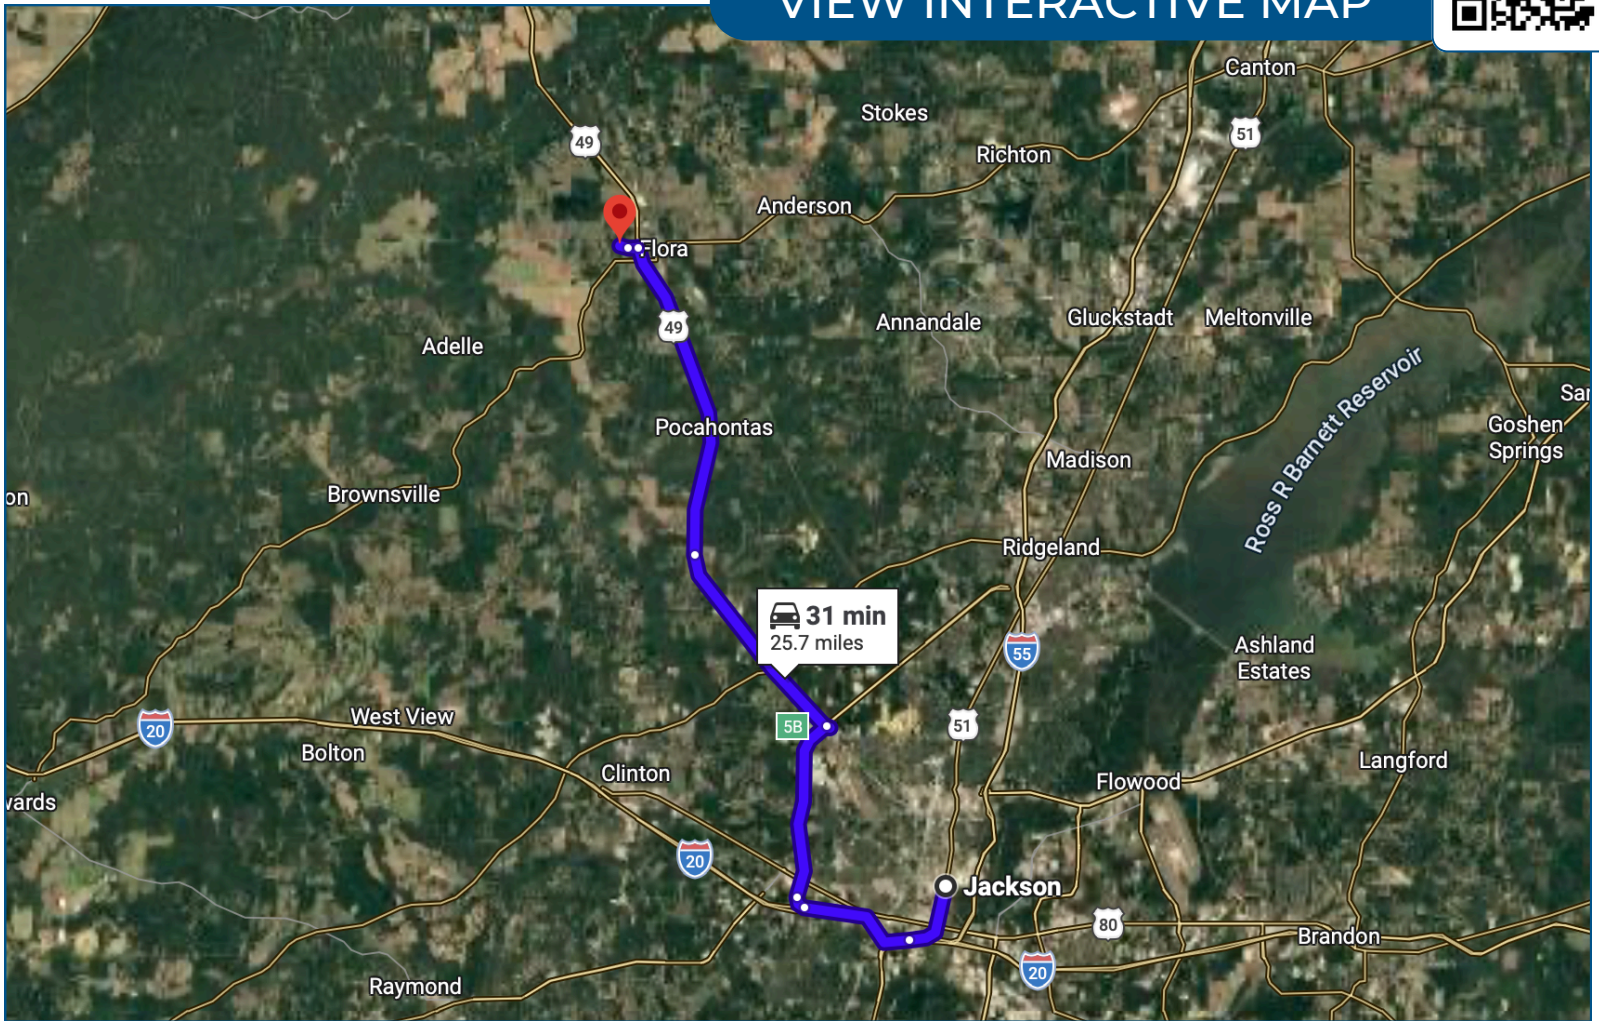 VIEW INTERACTIVE MAP
Canton
Stokes
51
49
Richton
Anderson
Flora
49
Annandale
Gluckstadt
Meltonville
Adelle
Ross R Barnett Reservoir
Pocahontas
Goshen
Springs
Madison
Brownsville
Ridgeland
31 min
25.7 miles
55
Ashland
Estates
West View
20
5B
51
Bolton
Clinton
Langford
Flowood
20
Jackson
80
Brandon
20
Raymond